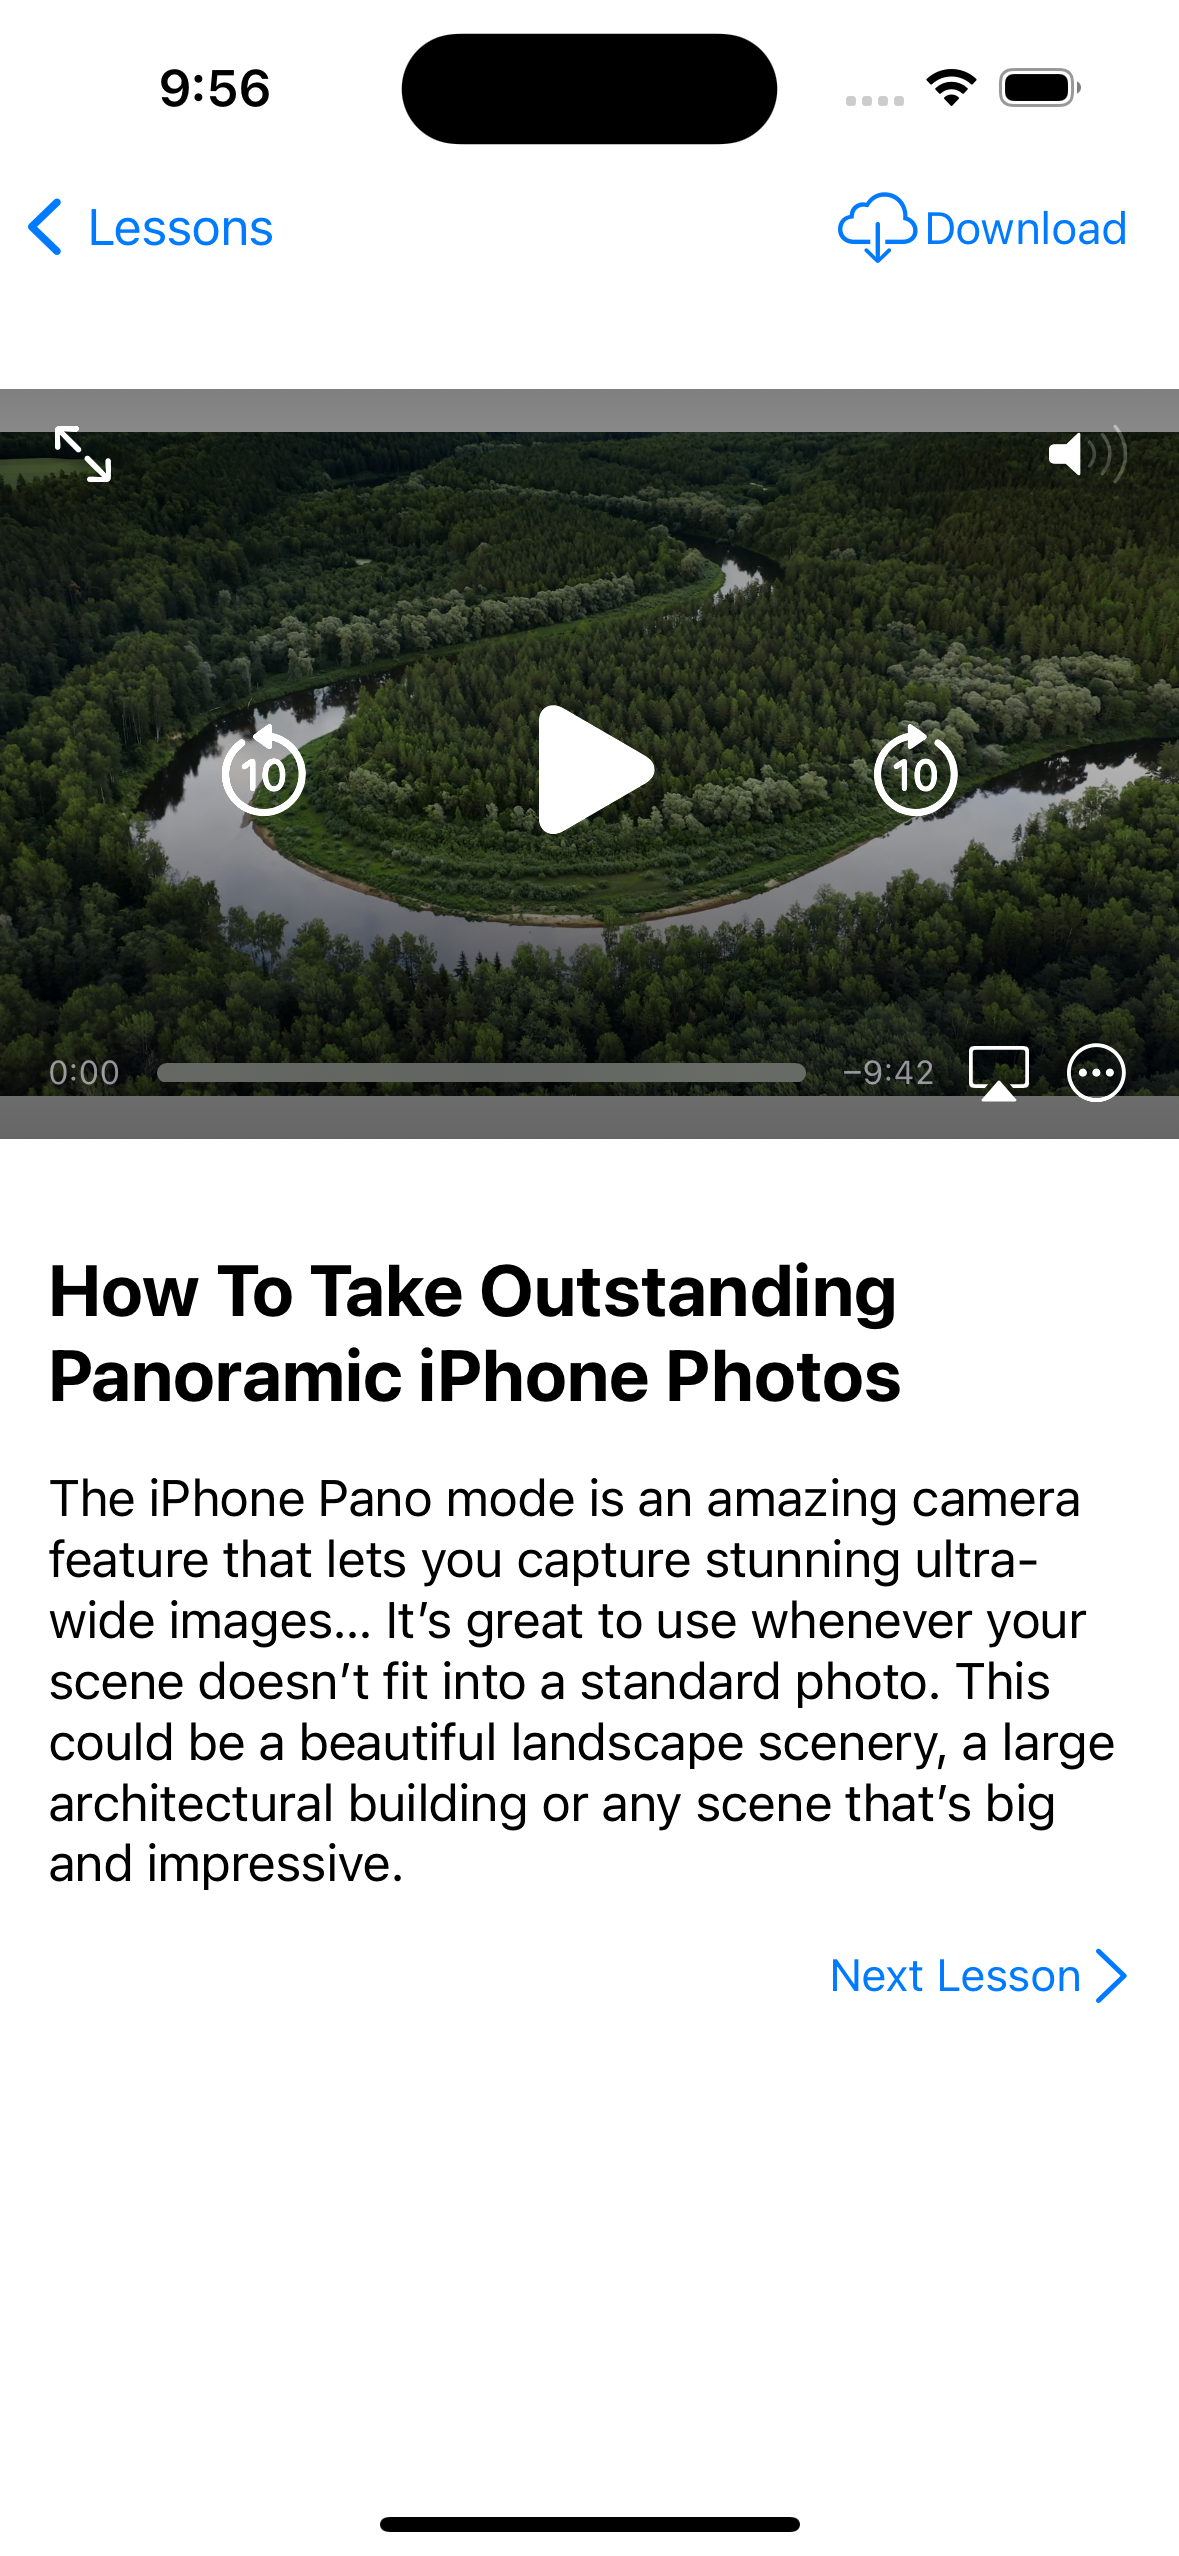 9:56
Lessons
Download
10
10
0:00
–9:42
How To Take Outstanding
Panoramic iPhone Photos
The iPhone Pano mode is an amazing camera
feature that lets you capture stunning ultra-
wide images... It’s great to use whenever your
scene doesn’t fit into a standard photo. This
could be a beautiful landscape scenery, a large
architectural building or any scene that’s big
and impressive.
Next Lesson